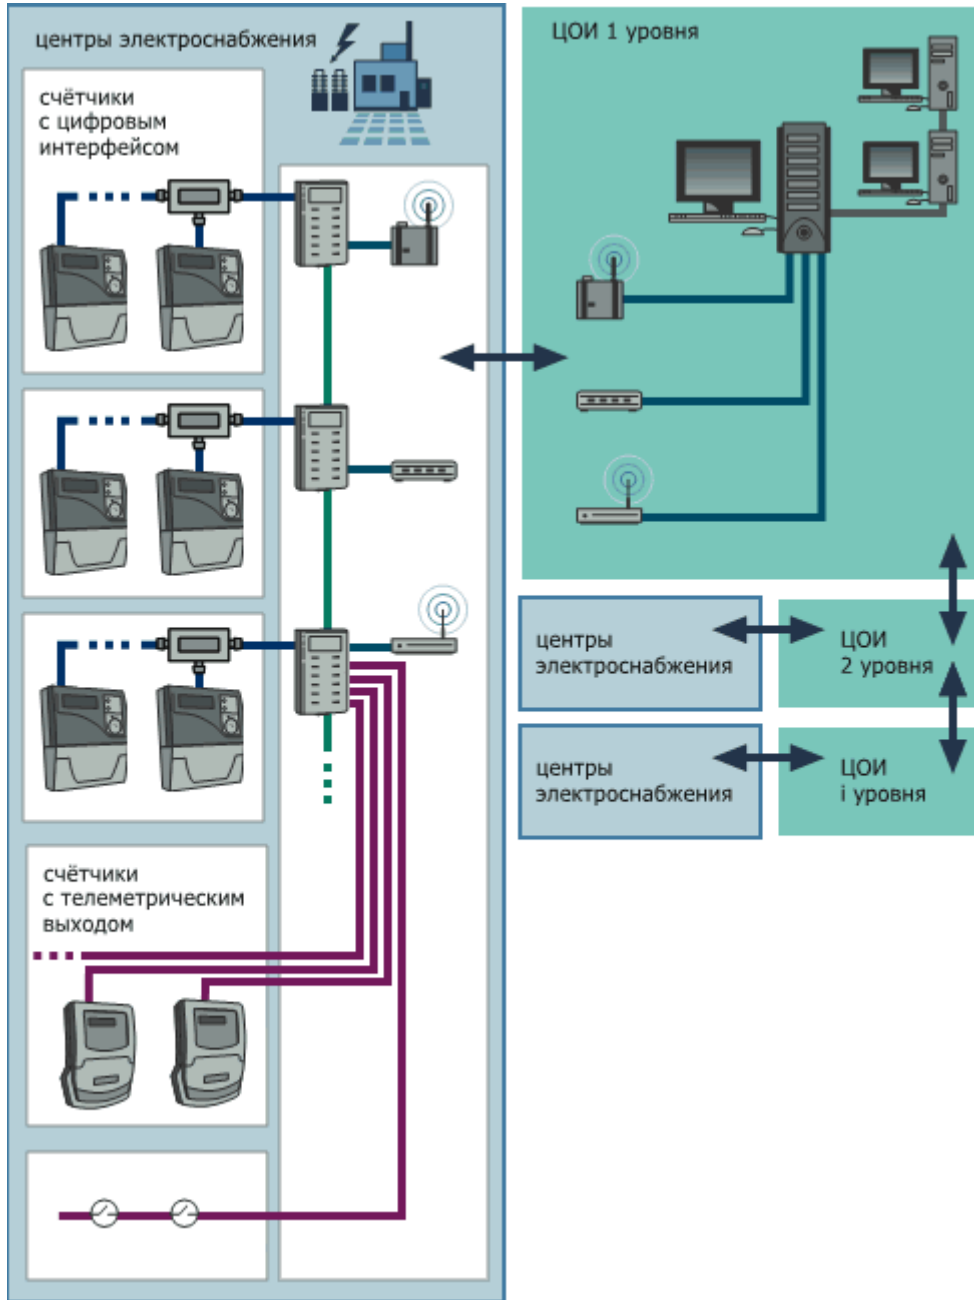 центры электроснабжения
счётчики
с цифровым
интерфейсом
счётчики
с телеметрическим
выходом
ЦОИ 1 уровня
центры
электроснабжения
ЦОИ
2 уровня
центры
электроснабжения
ЦОИ
i уровня